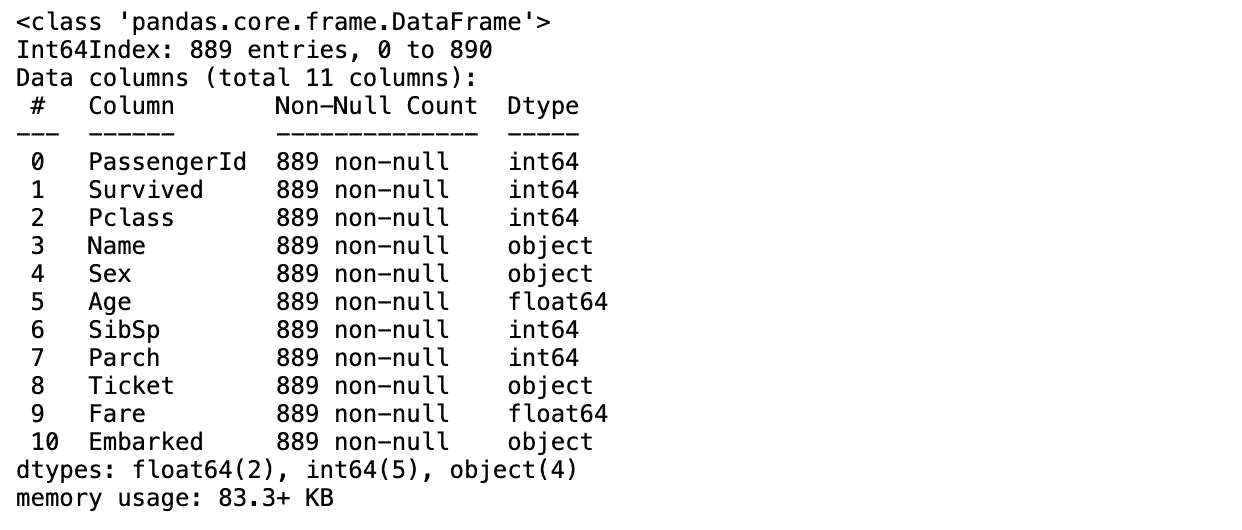 <class 'pandas.core.frame.DataFrame'>
Int64Index: 889 entries, 0 to 890
Data columns (total 11 columns):
 #   Column       Non-Null Count  Dtype
---  ------       --------------  -----
 0   PassengerId  889 non-null    int64
 1   Survived     889 non-null    int64
 2   Pclass       889 non-null    int64
 3   Name         889 non-null    object
 4   Sex          889 non-null    object
 5   Age          889 non-null    float64
 6   SibSp        889 non-null    int64
 7   Parch        889 non-null    int64
 8   Ticket       889 non-null    object
 9   Fare         889 non-null    float64
 10  Embarked     889 non-null    object
dtypes: float64(2), int64(5), object(4)
memory usage: 83.3+ KB